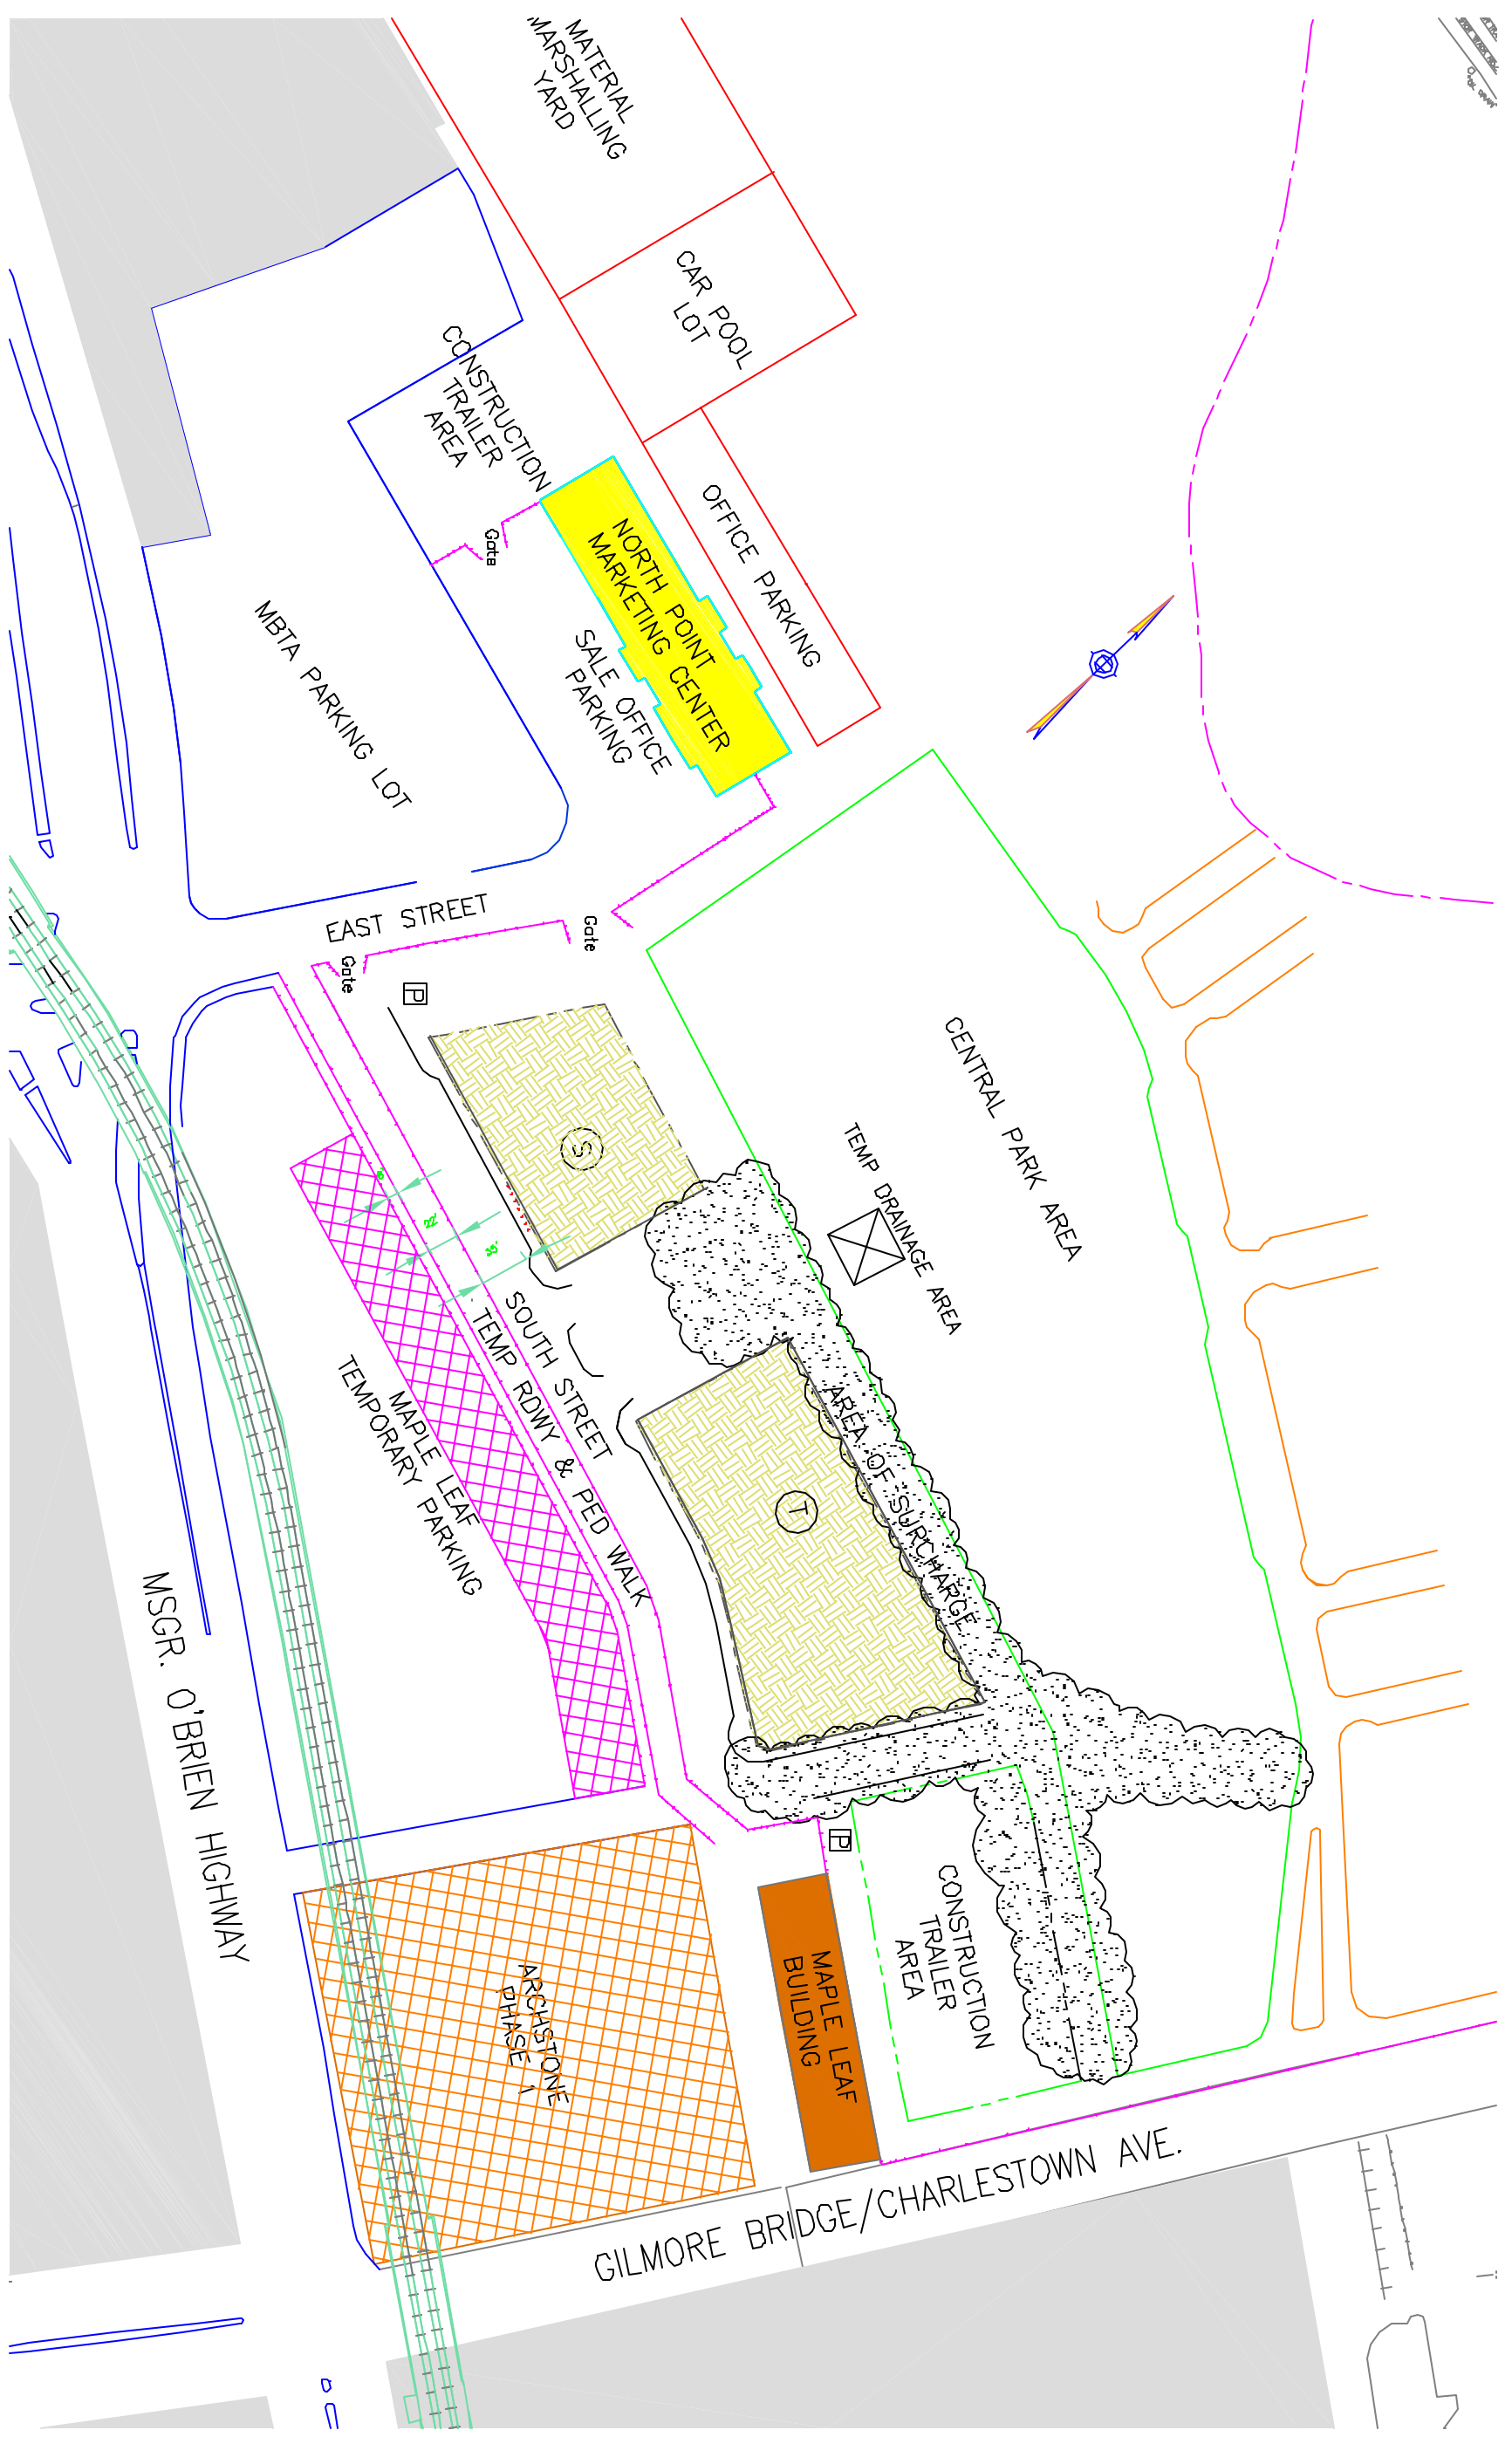 MATERIAL
MARSHALLING
YARD
CAR POOL
LOT
CONSTRUCTION
TRAILER
AREA
OFFICE PARKING
Gate
NORTH POINT
MARKETING CENTER
SALE OFFICE
PARKING
MBTA PARKING LOT
EAST STREET
Gate
Gate
P
S
CENTRAL PARK AREA
TEMP DRAINAGE AREA
22'
35'
SOUTH STREET
TEMP RDWY & PED WALK
MAPLE LEAF
TEMPORARY PARKING
AREA OF SURCHARGE
T
MSGR. O'BRIEN HIGHWAY
P
CONSTRUCTION
TRAILER
AREA
MAPLE LEAF
BUILDING
ARCHSTONE
PHASE 1
GILMORE BRIDGE/CHARLESTOWN AVE.